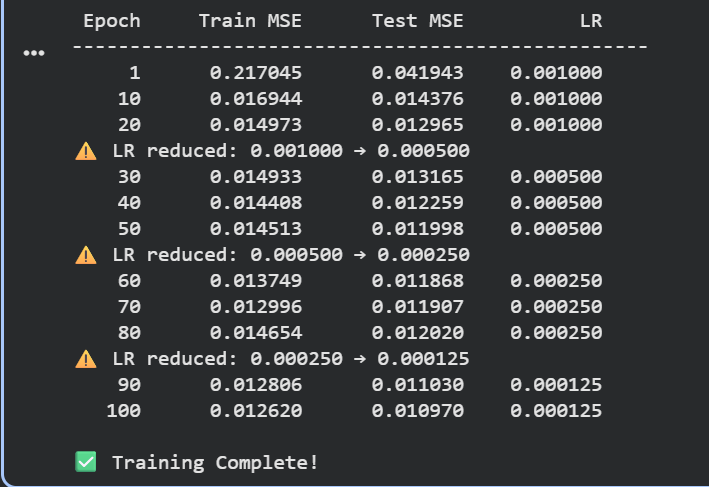 Epoch Train MSE Test MSE LR
-------------------------------------------------------
1 0.217045 0.041943 0.001000
10 0.016944 0.014376 0.001000
20 0.014973 0.012965 0.001000
⚠️ LR reduced: 0.001000 → 0.000500
30 0.014933 0.013165 0.000500
40 0.014408 0.012259 0.000500
50 0.014513 0.011998 0.000500
⚠️ LR reduced: 0.000500 → 0.000250
60 0.013749 0.011868 0.000250
70 0.012996 0.011907 0.000250
80 0.014654 0.012020 0.000250
⚠️ LR reduced: 0.000250 → 0.000125
90 0.012806 0.011030 0.000125
100 0.012620 0.010970 0.000125
✅ Training Complete!